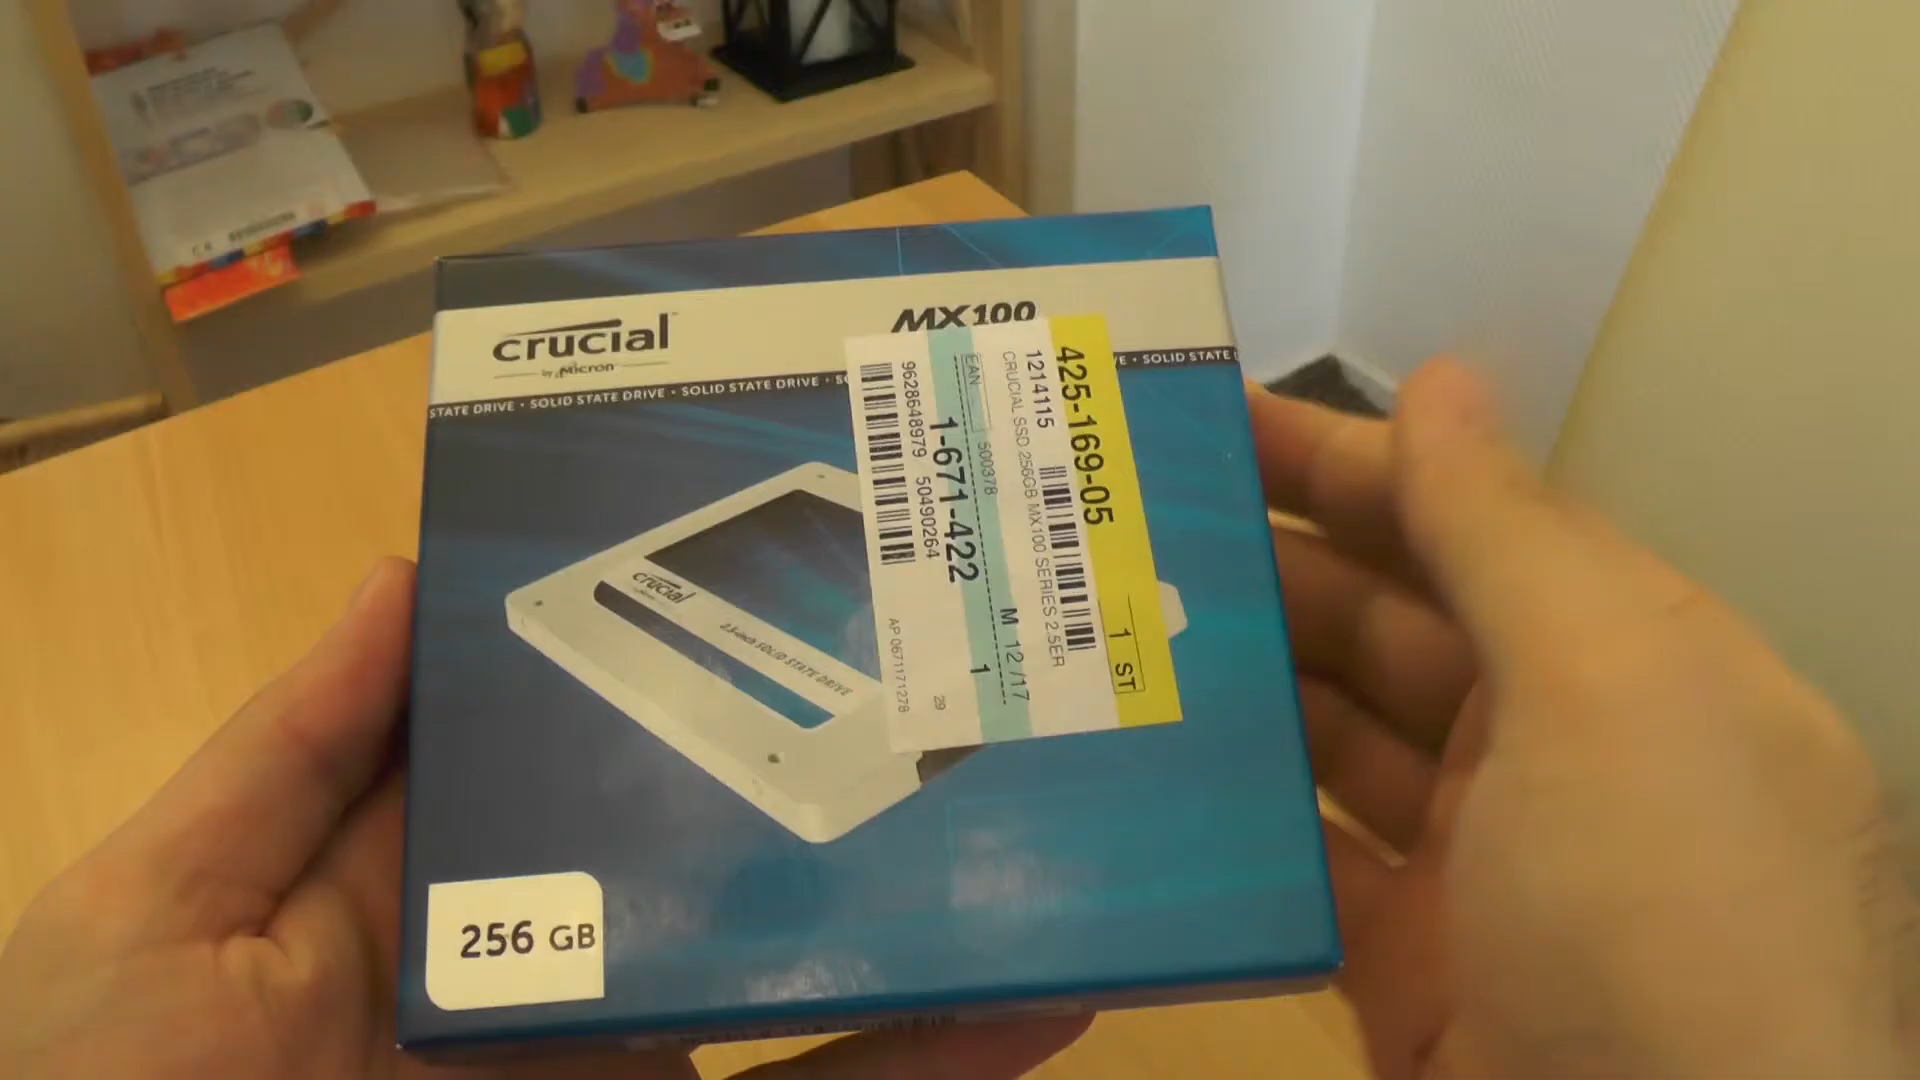 crucial
by Micron
MX100
STATE DRIVE • SOLID STATE DRIVE • SOLID STATE DRIVE • S
VE • SOLID STATE
425-169-05
1 ST
1214115
CRUCIAL SSD 256GB MX100 SERIES 2.5ER
M 12/17
EAN
500378
1-671-422
1
9628648979 50490264
29
AP 0671171278
crucial
2.5-inch SOLID STATE DRIVE
256 GB